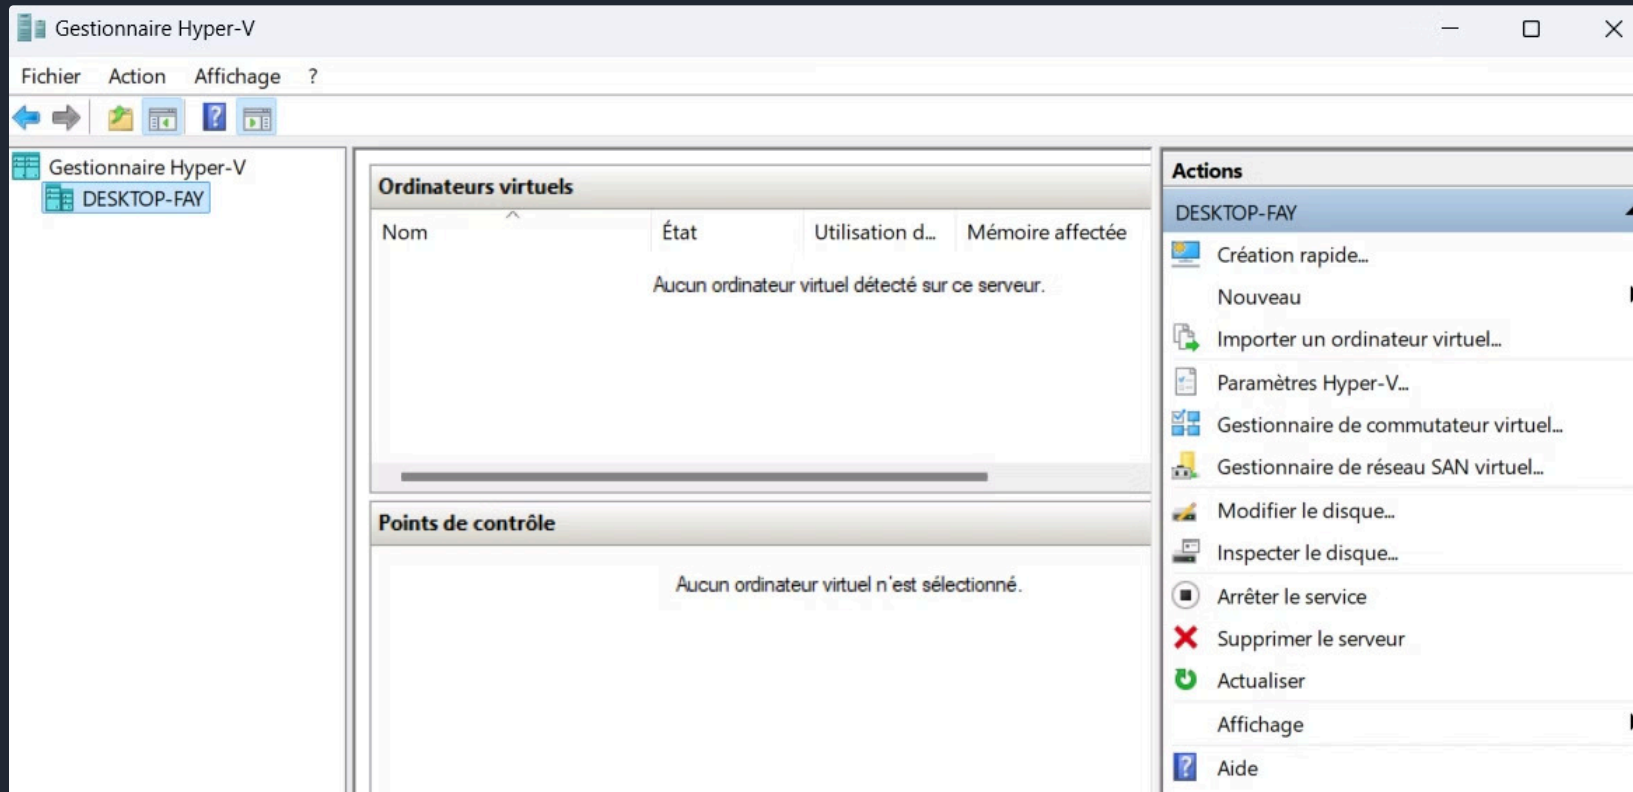 Gestionnaire Hyper-V
Fichier Action Affichage ?
Gestionnaire Hyper-V
DESKTOP-FAY
Ordinateurs virtuels
Nom État Utilisation d... Mémoire affectée
Aucun ordinateur virtuel détecté sur ce serveur.
Points de contrôle
Aucun ordinateur virtuel n'est sélectionné.
Actions
DESKTOP-FAY
Création rapide...
Nouveau
Importer un ordinateur virtuel...
Paramètres Hyper-V...
Gestionnaire de commutateur virtuel...
Gestionnaire de réseau SAN virtuel...
Modifier le disque...
Inspecter le disque...
Arrêter le service
Supprimer le serveur
Actualiser
Affichage
Aide